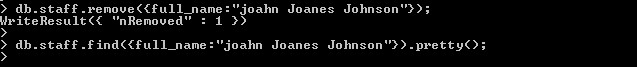 > db.staff.remove({full_name:"joahn Joanes Johnson"});
WriteResult({ "nRemoved" : 1 })
>
> db.staff.find({full_name:"joahn Joanes Johnson"}).pretty();
>